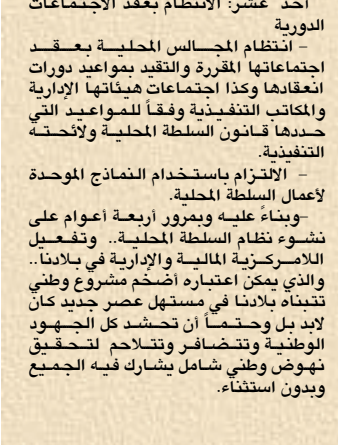 أحد عشر: الانتظام بعقد الاجتماعات
الدورية
- انتظام المجالس المحلية بعقد
اجتماعاتها المقررة والتقيد بمواعيد دورات
انعقادها وكذا اجتماعات هيئاتها الإدارية
والمكاتب التنفيذية وفقاً للمواعيد التي
حددها قانون السلطة المحلية ولائحته
التنفيذية.
- الالتزام باستخدام النماذج الموحدة
لأعمال السلطة المحلية.
-وبناءً عليه وبمرور أربعة أعوام على
نشوء نظام السلطة المحلية.. وتفعيل
اللامركزية المالية والإدارية في بلادنا..
والذي يمكن اعتباره أضخم مشروع وطني
تتبناه بلادنا في مستهل عصر جديد كان
لابد بل وحتماً أن تحشد كل الجهود
الوطنية وتتضافر وتتلاحم لتحقيق
نهوض وطني شامل يشارك فيه الجميع
وبدون استثناء.